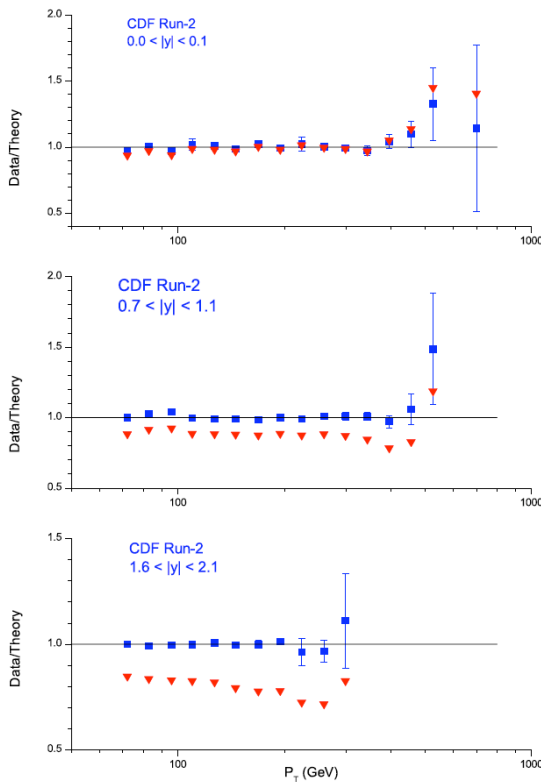 CDF Run-2
0.0 < |y| < 0.1
2.0
1.5
1.0
0.5
Data/Theory
100
1000
CDF Run-2
0.7 < |y| < 1.1
2.0
1.5
1.0
0.5
Data/Theory
100
1000
CDF Run-2
1.6 < |y| < 2.1
1.5
1.0
0.5
Data/Theory
100
1000
P_T (GeV)